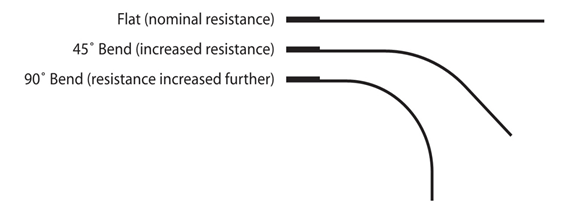 Flat (nominal resistance)
45˚ Bend (increased resistance)
90˚ Bend (resistance increased further)